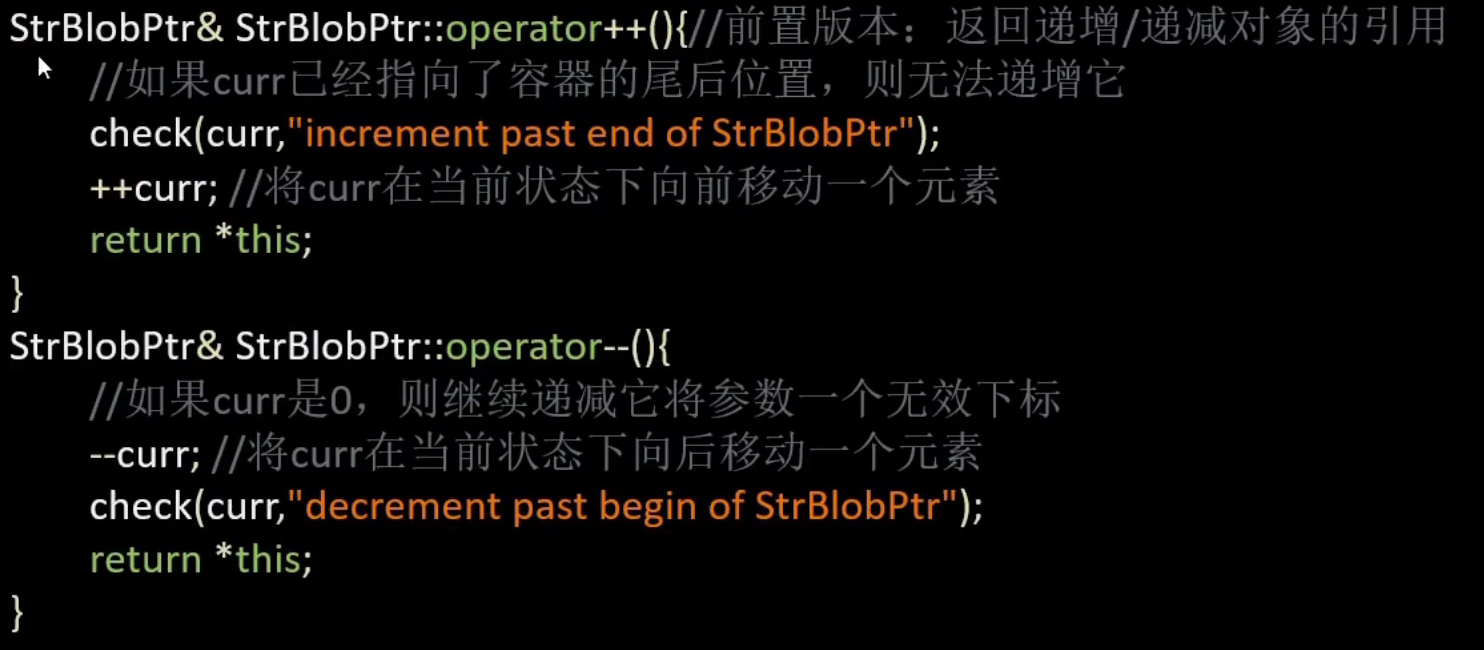 StrBlobPtr& StrBlobPtr::operator++(){//前置版本：返回递增/递减对象的引用
//如果curr已经指向了容器的尾后位置，则无法递增它
check(curr,"increment past end of StrBlobPtr");
++curr; //将curr在当前状态下向前移动一个元素
return *this;
}
StrBlobPtr& StrBlobPtr::operator--(){
//如果curr是0，则继续递减它将参数一个无效下标
--curr; //将curr在当前状态下向后移动一个元素
check(curr,"decrement past begin of StrBlobPtr");
return *this;
}